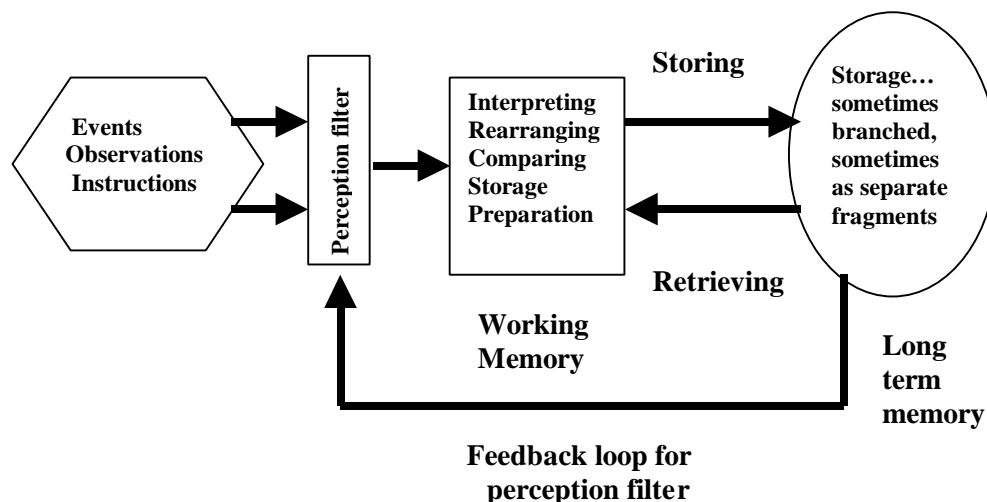 Events
Observations
Instructions
Perception filter
Interpreting
Rearranging
Comparing
Storage
Preparation
Working
Memory
Storing
Retrieving
Storage…
sometimes
branched,
sometimes
as separate
fragments
Long
term
memory
Feedback loop for
perception filter